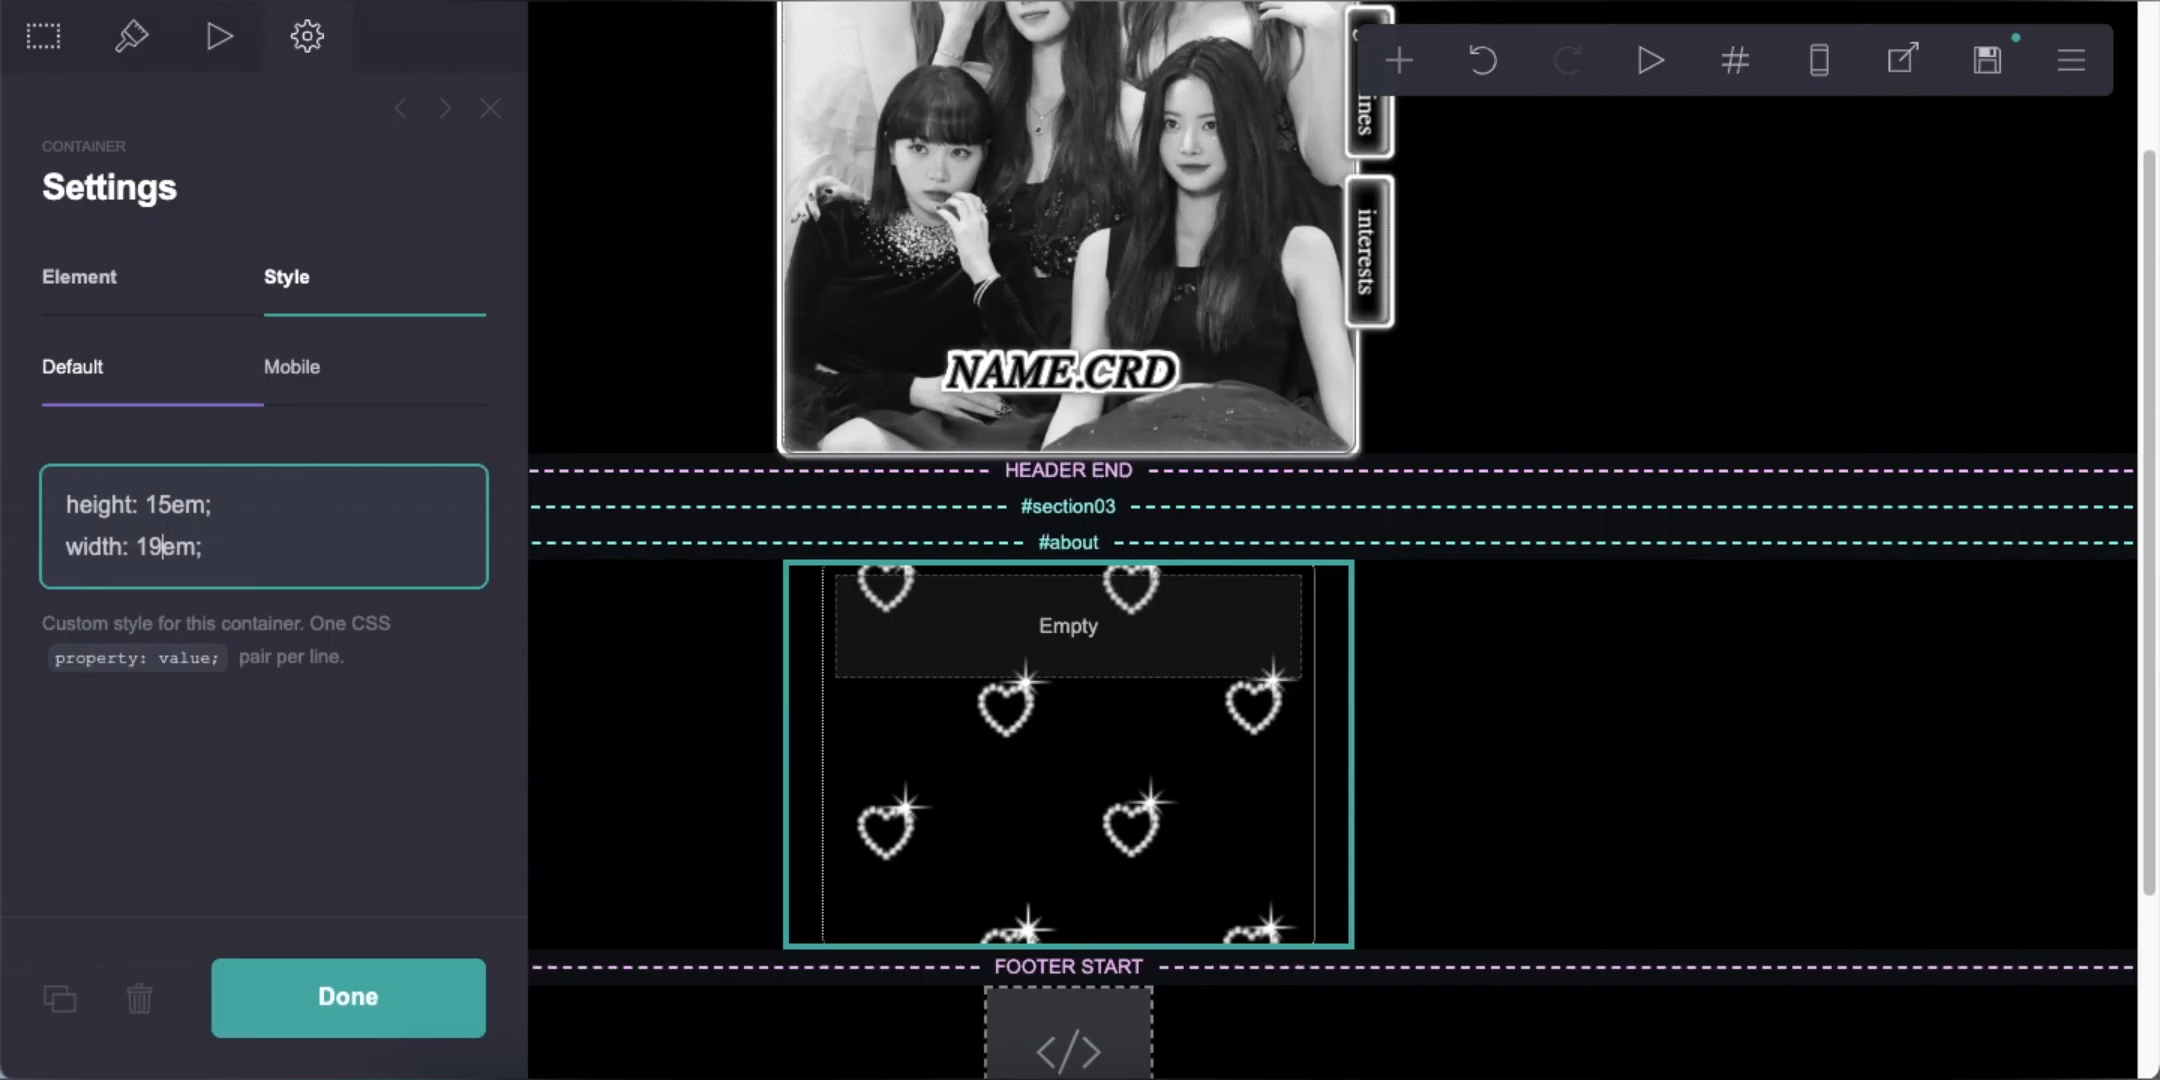 CONTAINER
Settings
Element
Style
Default
Mobile
height: 15em;
width: 19em;
Custom style for this container. One CSS
property: value; pair per line.
Done
ines
interests
NAME.CRD
HEADER END
#section03
#about
Empty
FOOTER START
</>